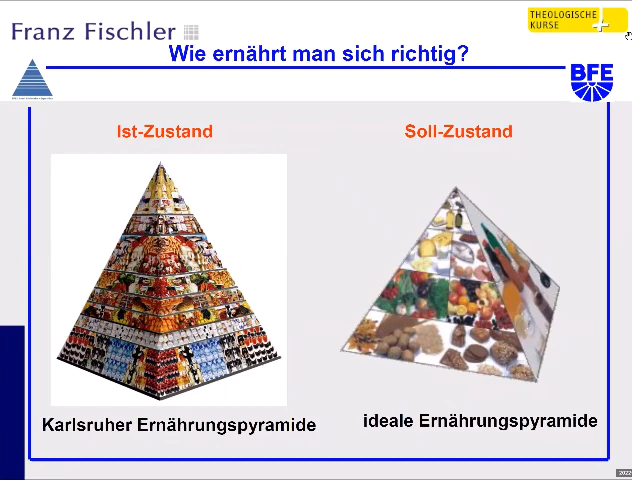 THEOLOGISCHE
KURSE
Franz Fischler
Wie ernährt man sich richtig?
BFE
Ist-Zustand
Soll-Zustand
Karlsruher Ernährungspyramide
ideale Ernährungspyramide